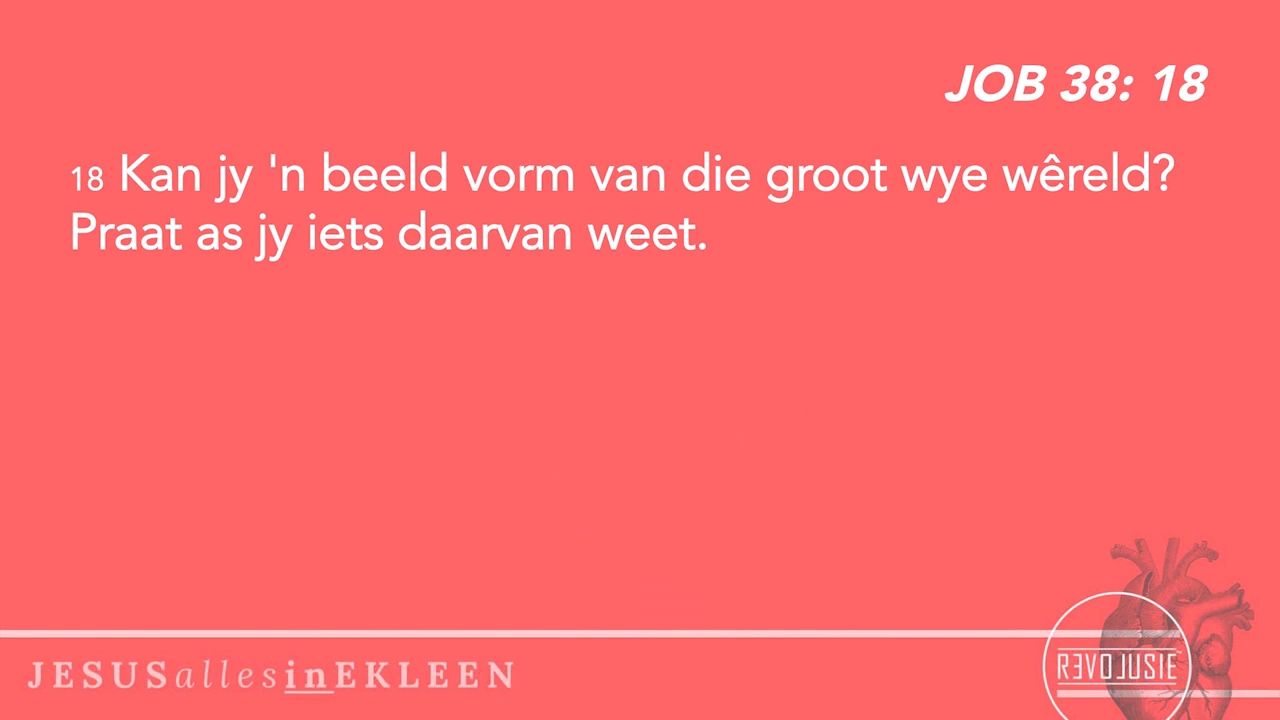 JOB 38: 18
18 Kan jy 'n beeld vorm van die groot wye wêreld?
Praat as jy iets daarvan weet.
JESUSallesinEKLEEN
REVOJUSIE